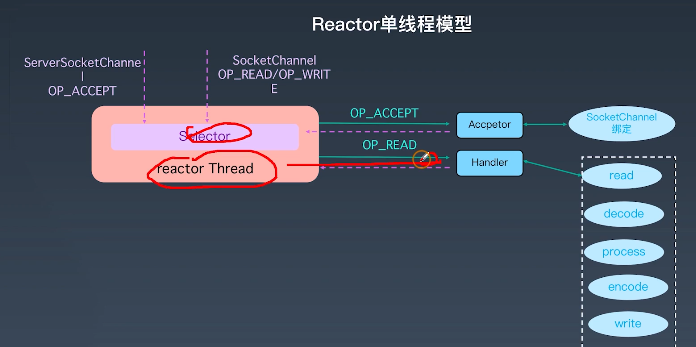 Reactor单线程模型
ServerSocketChanne
l
OP_ACCEPT
SocketChannel
OP_READ/OP_WRIT
E
Selector
reactor Thread
OP_ACCEPT
OP_READ
Accpetor
Handler
SocketChannel
绑定
read
decode
process
encode
write